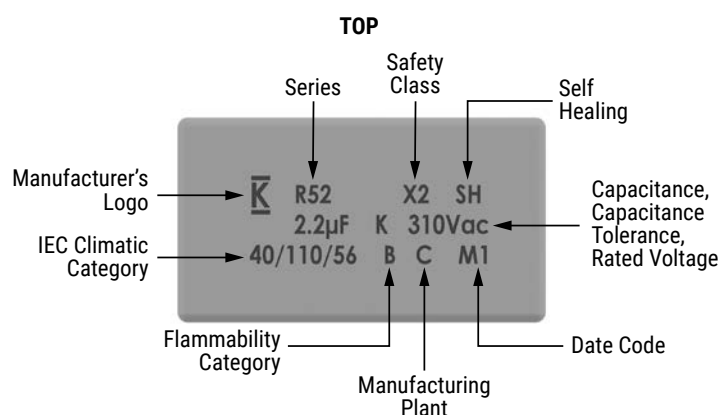 TOP
Series
Safety
Class
Self
Healing
Manufacturer's
Logo
K R52 X2 SH
2.2µF K 310Vac
40/110/56 B C M1
IEC Climatic
Category
Capacitance,
Capacitance
Tolerance,
Rated Voltage
Flammability
Category
Manufacturing
Plant
Date Code